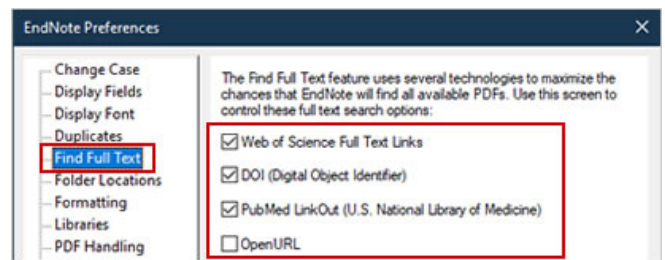 EndNote Preferences
Change Case
Display Fields
Display Font
Duplicates
Find Full Text
Folder Locations
Formatting
Libraries
PDF Handling
The Find Full Text feature uses several technologies to maximize the
chances that EndNote will find all available PDFs. Use this screen to
control these full text search options:
Web of Science Full Text Links
DOI (Digital Object Identifier)
PubMed LinkOut (U.S. National Library of Medicine)
OpenURL